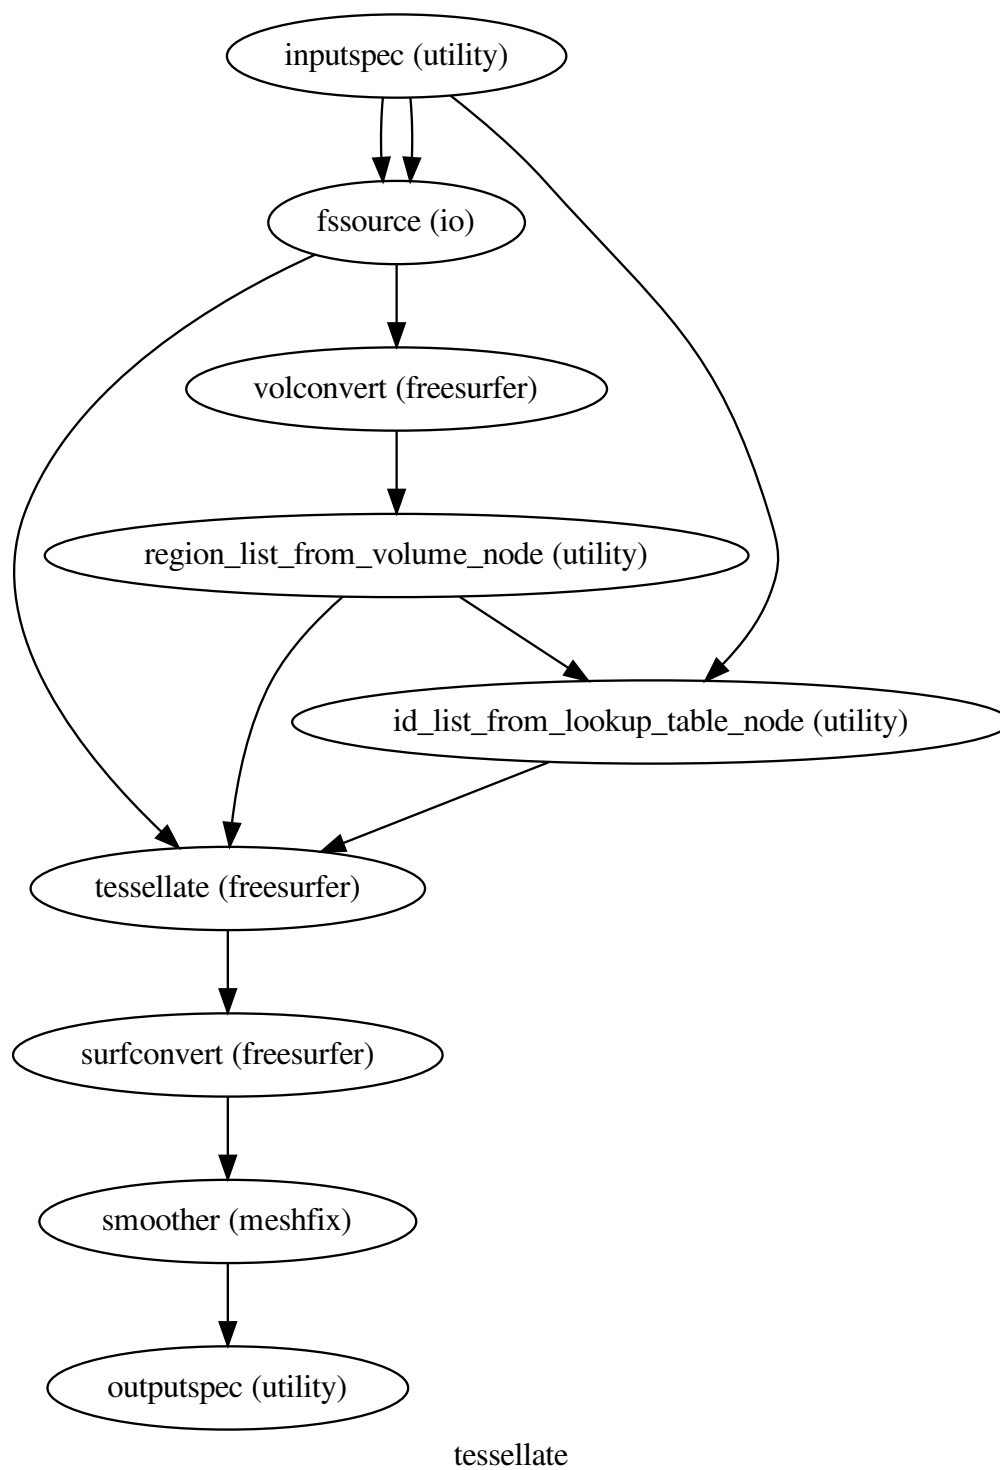 inputspec (utility)
fssource (io)
volconvert (freesurfer)
region_list_from_volume_node (utility)
id_list_from_lookup_table_node (utility)
tessellate (freesurfer)
surfconvert (freesurfer)
smoother (meshfix)
outputspec (utility)
tessellate